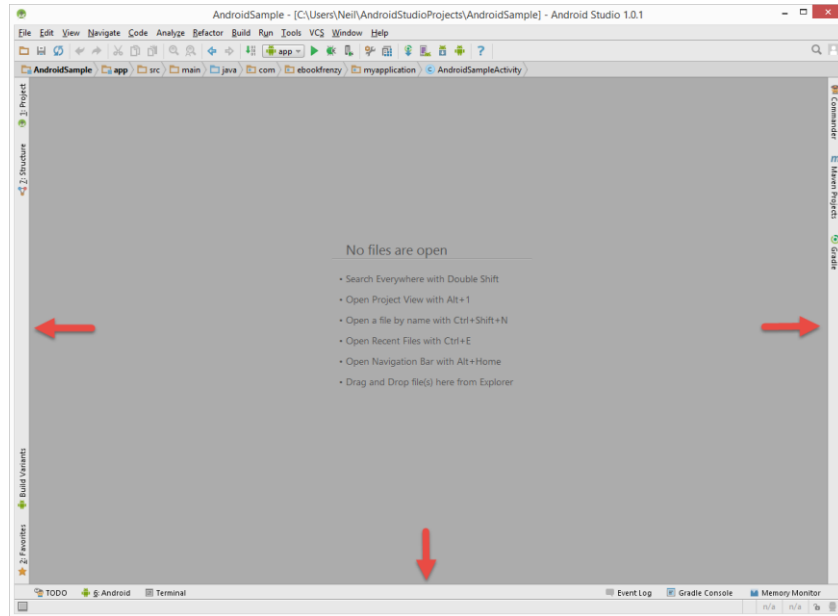 AndroidSample - [C:\Users\Neil\AndroidStudioProjects\AndroidSample] - Android Studio 1.0.1
File Edit View Navigate Code Analyze Refactor Build Run Tools VCS Window Help
app
AndroidSample app src main java com ebookfrenzy myapplication AndroidSampleActivity
1: Project
7: Structure
Build Variants
2: Favorites
Commander
Maven Projects
Gradle
No files are open
• Search Everywhere with Double Shift
• Open Project View with Alt+1
• Open a file by name with Ctrl+Shift+N
• Open Recent Files with Ctrl+E
• Open Navigation Bar with Alt+Home
• Drag and Drop file(s) here from Explorer
TODO 6: Android Terminal Event Log Gradle Console Memory Monitor
n/a n/a